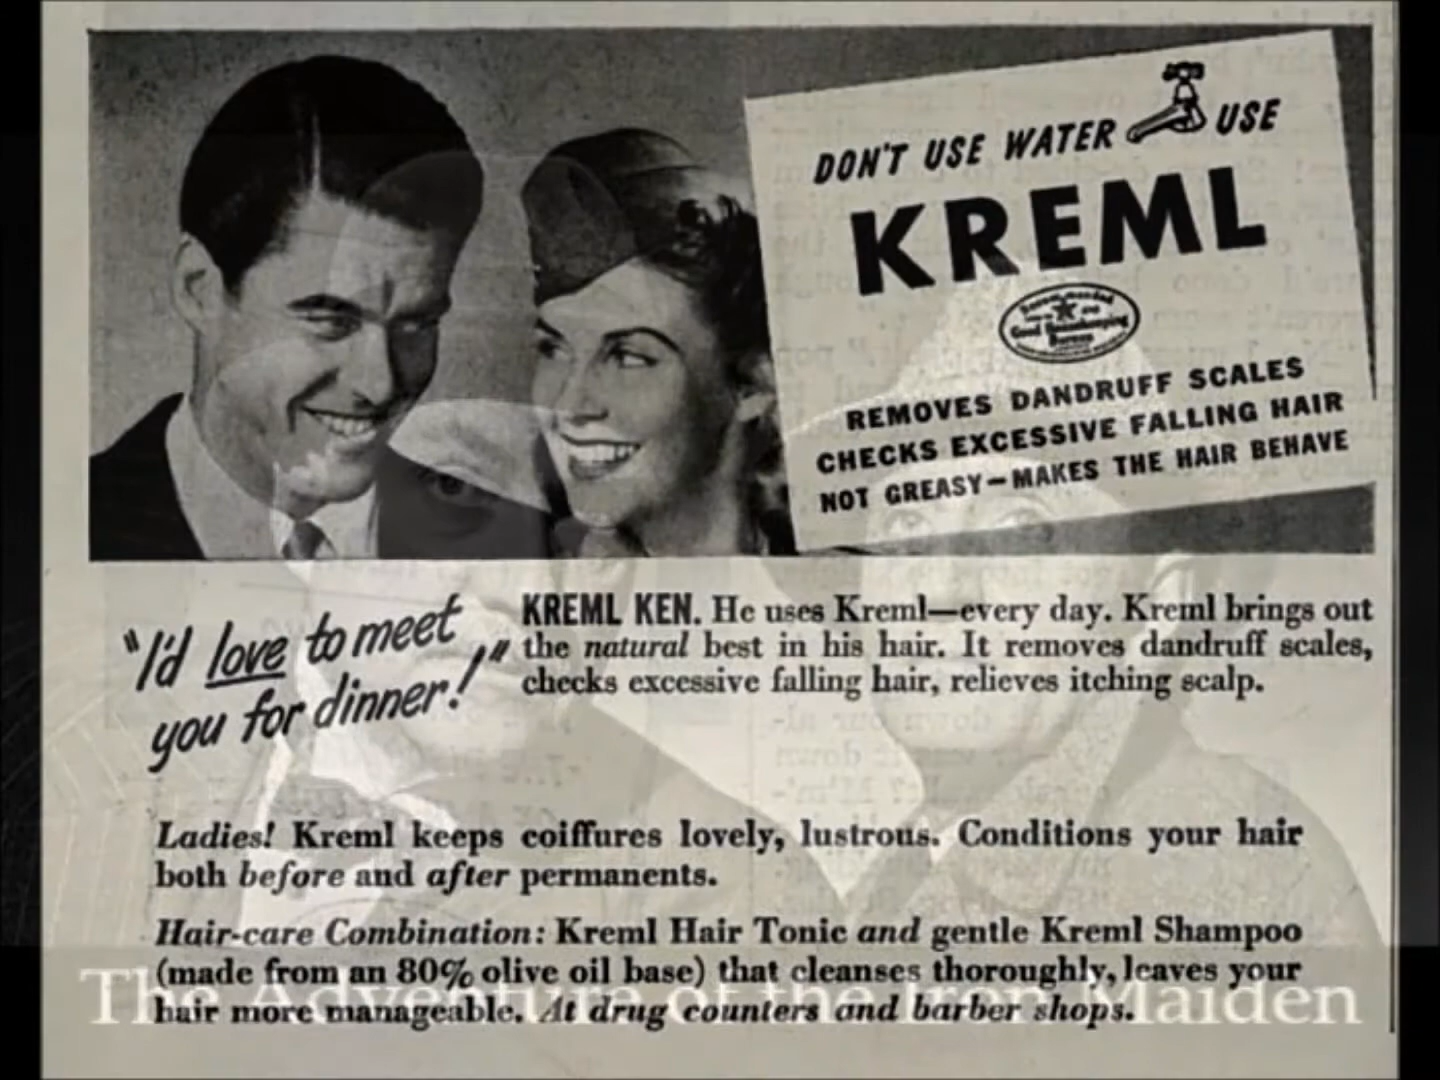 DON'T USE WATER USE
KREML
Recommended
Good Housekeeping
Bureau
REMOVES DANDRUFF SCALES
CHECKS EXCESSIVE FALLING HAIR
NOT GREASY—MAKES THE HAIR BEHAVE
"I'd love to meet
you for dinner!"
KREML KEN. He uses Kreml—every day. Kreml brings out
the natural best in his hair. It removes dandruff scales,
checks excessive falling hair, relieves itching scalp.
Ladies! Kreml keeps coiffures lovely, lustrous. Conditions your hair
both before and after permanents.
Hair-care Combination: Kreml Hair Tonic and gentle Kreml Shampoo
(made from an 80% olive oil base) that cleanses thoroughly, leaves your
hair more manageable. At drug counters and barber shops.
The Adventure of the Iron Maiden